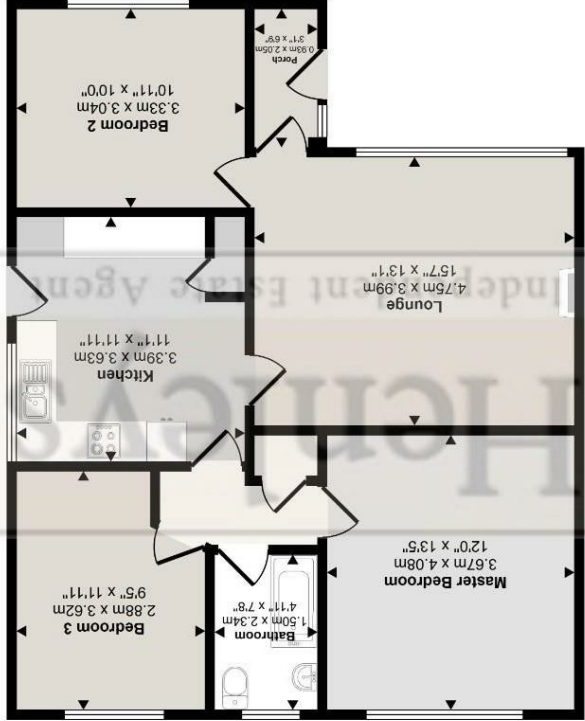 Master Bedroom
3.67m x 4.08m
12'0" x 13'5"
Bathroom
1.50m x 2.34m
4'11" x 7'8"
Bedroom 3
2.88m x 3.62m
9'5" x 11'11"
Henleys
Lounge
4.75m x 3.99m
15'7" x 13'1"
Kitchen
3.39m x 3.63m
11'1" x 11'11"
Independent Estate Agent
Porch
0.93m x 2.05m
3'1" x 6'9"
Bedroom 2
3.33m x 3.04m
10'11" x 10'0"